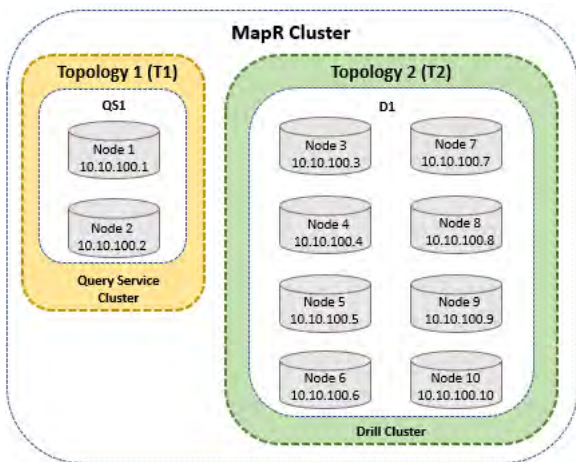 MapR Cluster
Topology 1 (T1)
QS1
Node 1
10.10.100.1
Node 2
10.10.100.2
Query Service
Cluster
Topology 2 (T2)
D1
Node 3
10.10.100.3
Node 7
10.10.100.7
Node 4
10.10.100.4
Node 8
10.10.100.8
Node 5
10.10.100.5
Node 9
10.10.100.9
Node 6
10.10.100.6
Node 10
10.10.100.10
Drill Cluster